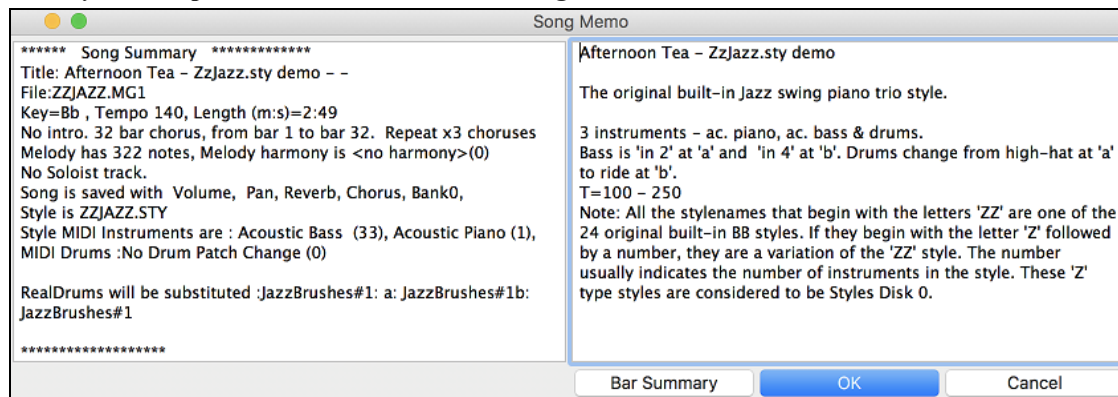 Song Memo
****** Song Summary *************
Title: Afternoon Tea – ZzJazz.sty demo – –
File:ZZJAZZ.MG1
Key=Bb , Tempo 140, Length (m:s)=2:49
No intro. 32 bar chorus, from bar 1 to bar 32. Repeat x3 choruses
Melody has 322 notes, Melody harmony is <no harmony>(0)
No Soloist track.
Song is saved with Volume, Pan, Reverb, Chorus, Bank0,
Style is ZZJAZZ.STY
Style MIDI Instruments are : Acoustic Bass (33), Acoustic Piano (1),
MIDI Drums :No Drum Patch Change (0)
RealDrums will be substituted :JazzBrushes#1: a: JazzBrushes#1b:
JazzBrushes#1
*******************
Afternoon Tea – ZzJazz.sty demo
The original built–in Jazz swing piano trio style.
3 instruments – ac. piano, ac. bass & drums.
Bass is 'in 2' at 'a' and 'in 4' at 'b'. Drums change from high–hat at 'a'
to ride at 'b'.
T=100 – 250
Note: All the stylenames that begin with the letters 'ZZ' are one of the
24 original built–in BB styles. If they begin with the letter 'Z' followed
by a number, they are a variation of the 'ZZ' style. The number
usually indicates the number of instruments in the style. These 'Z'
type styles are considered to be Styles Disk 0.
Bar Summary
OK
Cancel